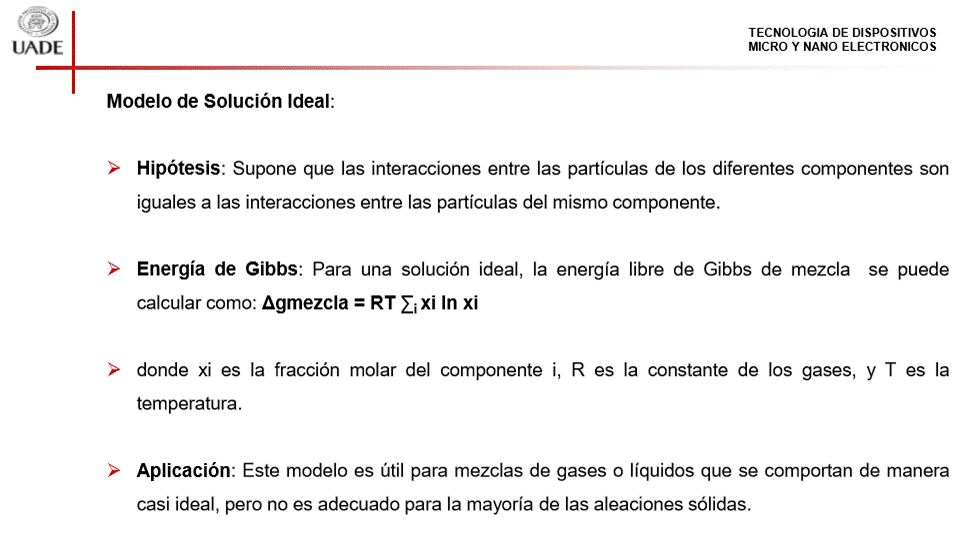 UADE
TECNOLOGIA DE DISPOSITIVOS
MICRO Y NANO ELECTRONICOS
Modelo de Solución Ideal:
Hipótesis: Supone que las interacciones entre las partículas de los diferentes componentes son
iguales a las interacciones entre las partículas del mismo componente.
Energía de Gibbs: Para una solución ideal, la energía libre de Gibbs de mezcla se puede
calcular como: Δgmezcla = RT ∑i xi ln xi
donde xi es la fracción molar del componente i, R es la constante de los gases, y T es la
temperatura.
Aplicación: Este modelo es útil para mezclas de gases o líquidos que se comportan de manera
casi ideal, pero no es adecuado para la mayoría de las aleaciones sólidas.